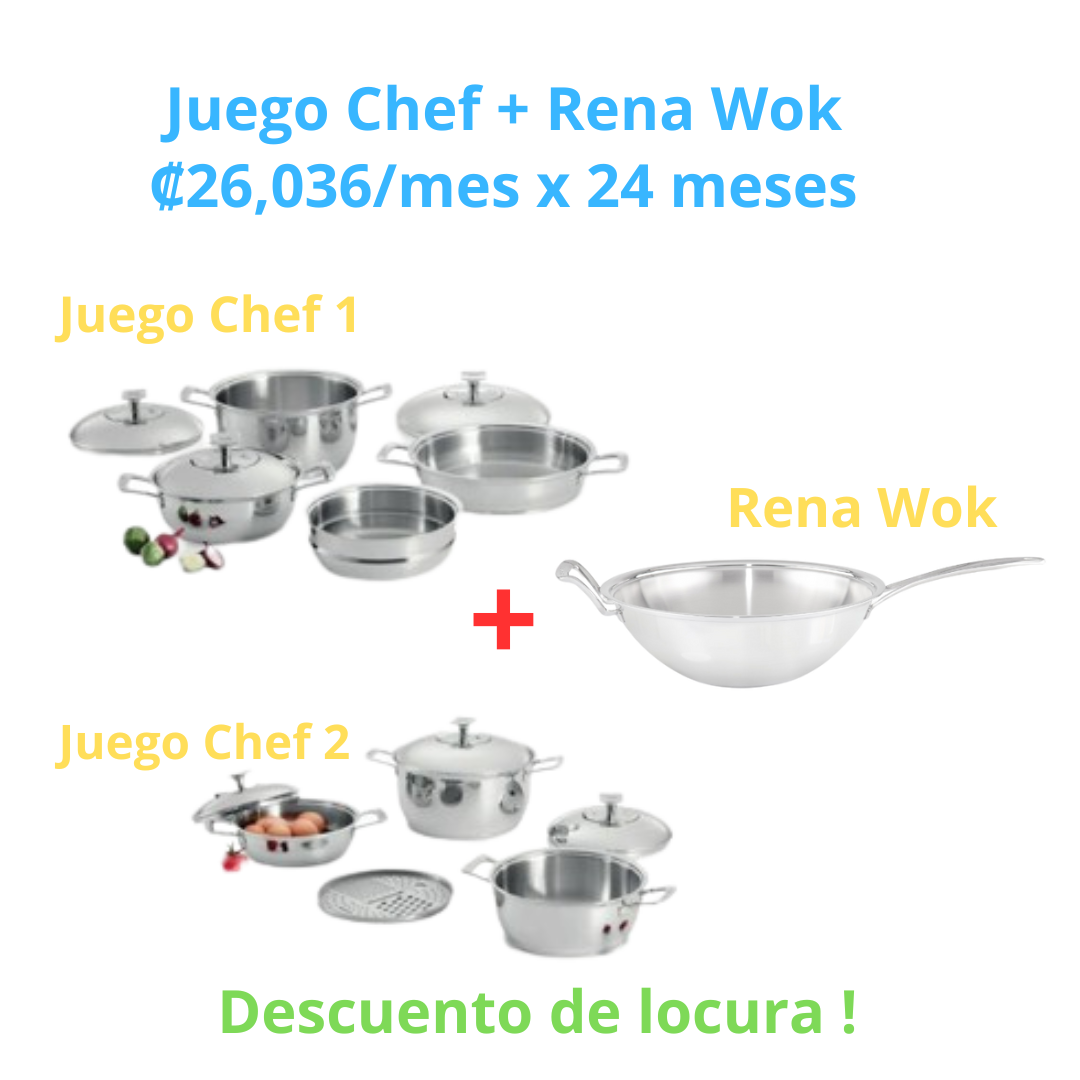 Juego Chef + Rena Wok
₡26,036/mes x 24 meses
Juego Chef 1
Rena Wok
+
Juego Chef 2
Descuento de locura !